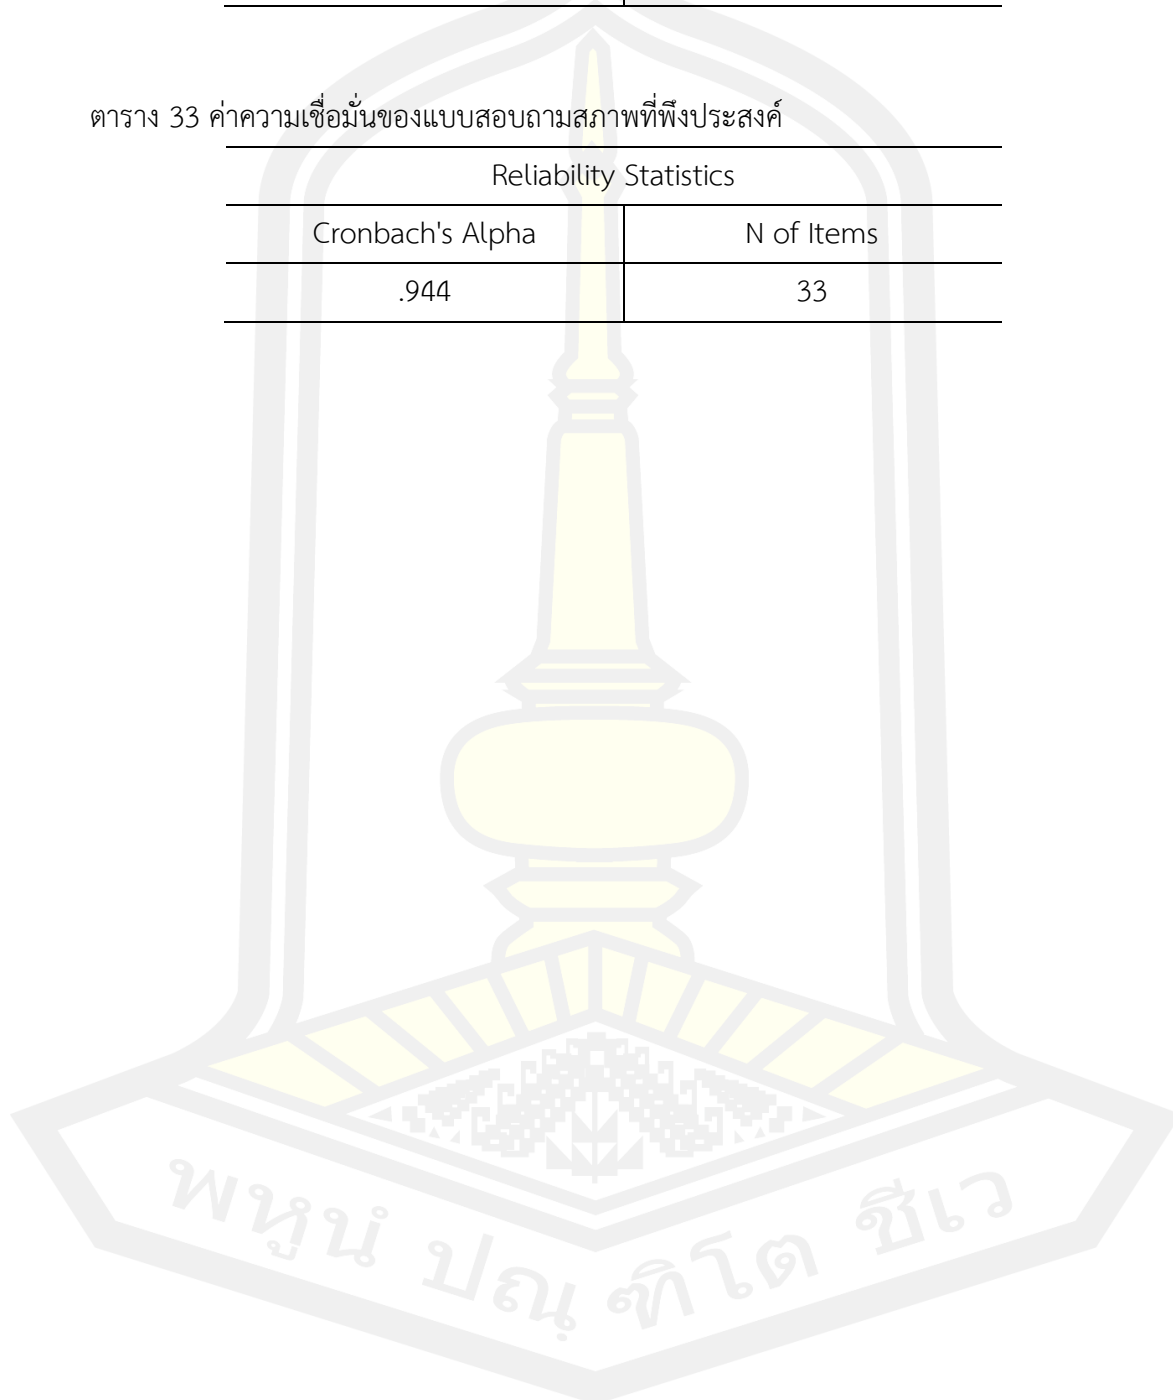 ตาราง 33 ค่าความเชื่อมั่นของแบบสอบถามสภาพที่พึงประสงค์
Reliability Statistics
Cronbach's Alpha N of Items
.944 33
พหูนํ ปณฺฑิโต ชีเว